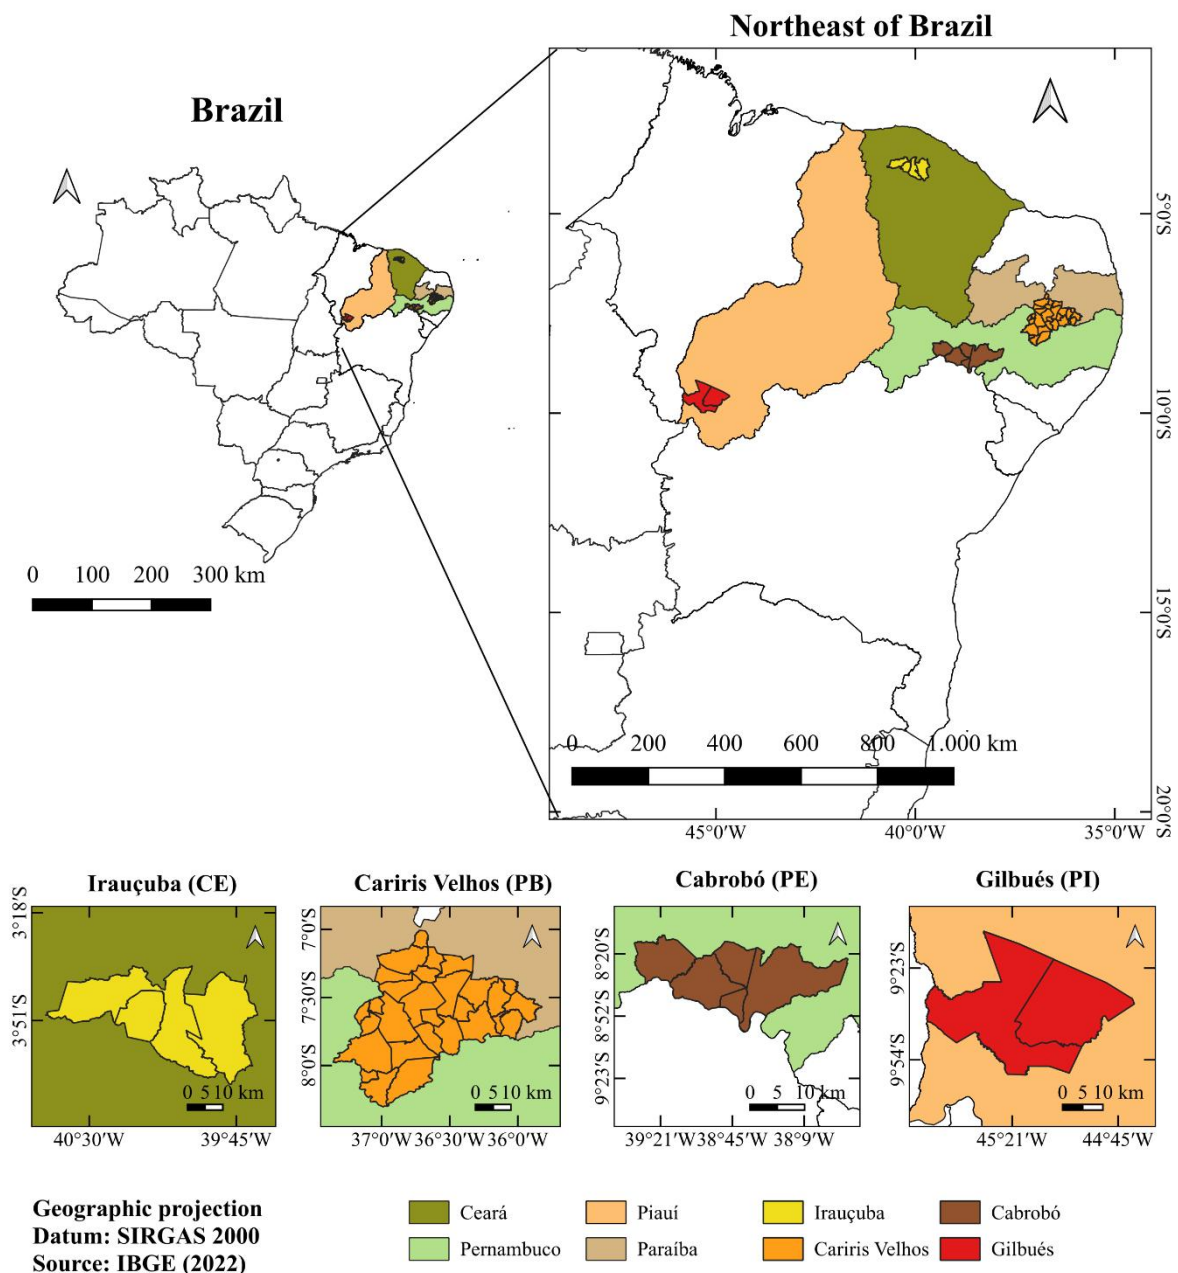 Northeast of Brazil
Brazil
5°0'S
10°0'S
15°0'S
20°0'S
0 100 200 300 km
0 200 400 600 800 1.000 km
45°0'W 40°0'W 35°0'W
Irauçuba (CE)
3°18'S
3°51'S
0 5 10 km
40°30'W 39°45'W
Cariris Velhos (PB)
7°0'S
7°30'S
8°0'S
0 5 10 km
37°0'W 36°30'W 36°0'W
Cabrobó (PE)
8°20'S
8°52'S
9°23'S
0 5 10 km
39°21'W 38°45'W 38°9'W
Gilbués (PI)
9°23'S
9°54'S
0 5 10 km
45°21'W 44°45'W
Geographic projection
Datum: SIRGAS 2000
Source: IBGE (2022)
Ceará Piauí Irauçuba Cabrobó
Pernambuco Paraíba Cariris Velhos Gilbués